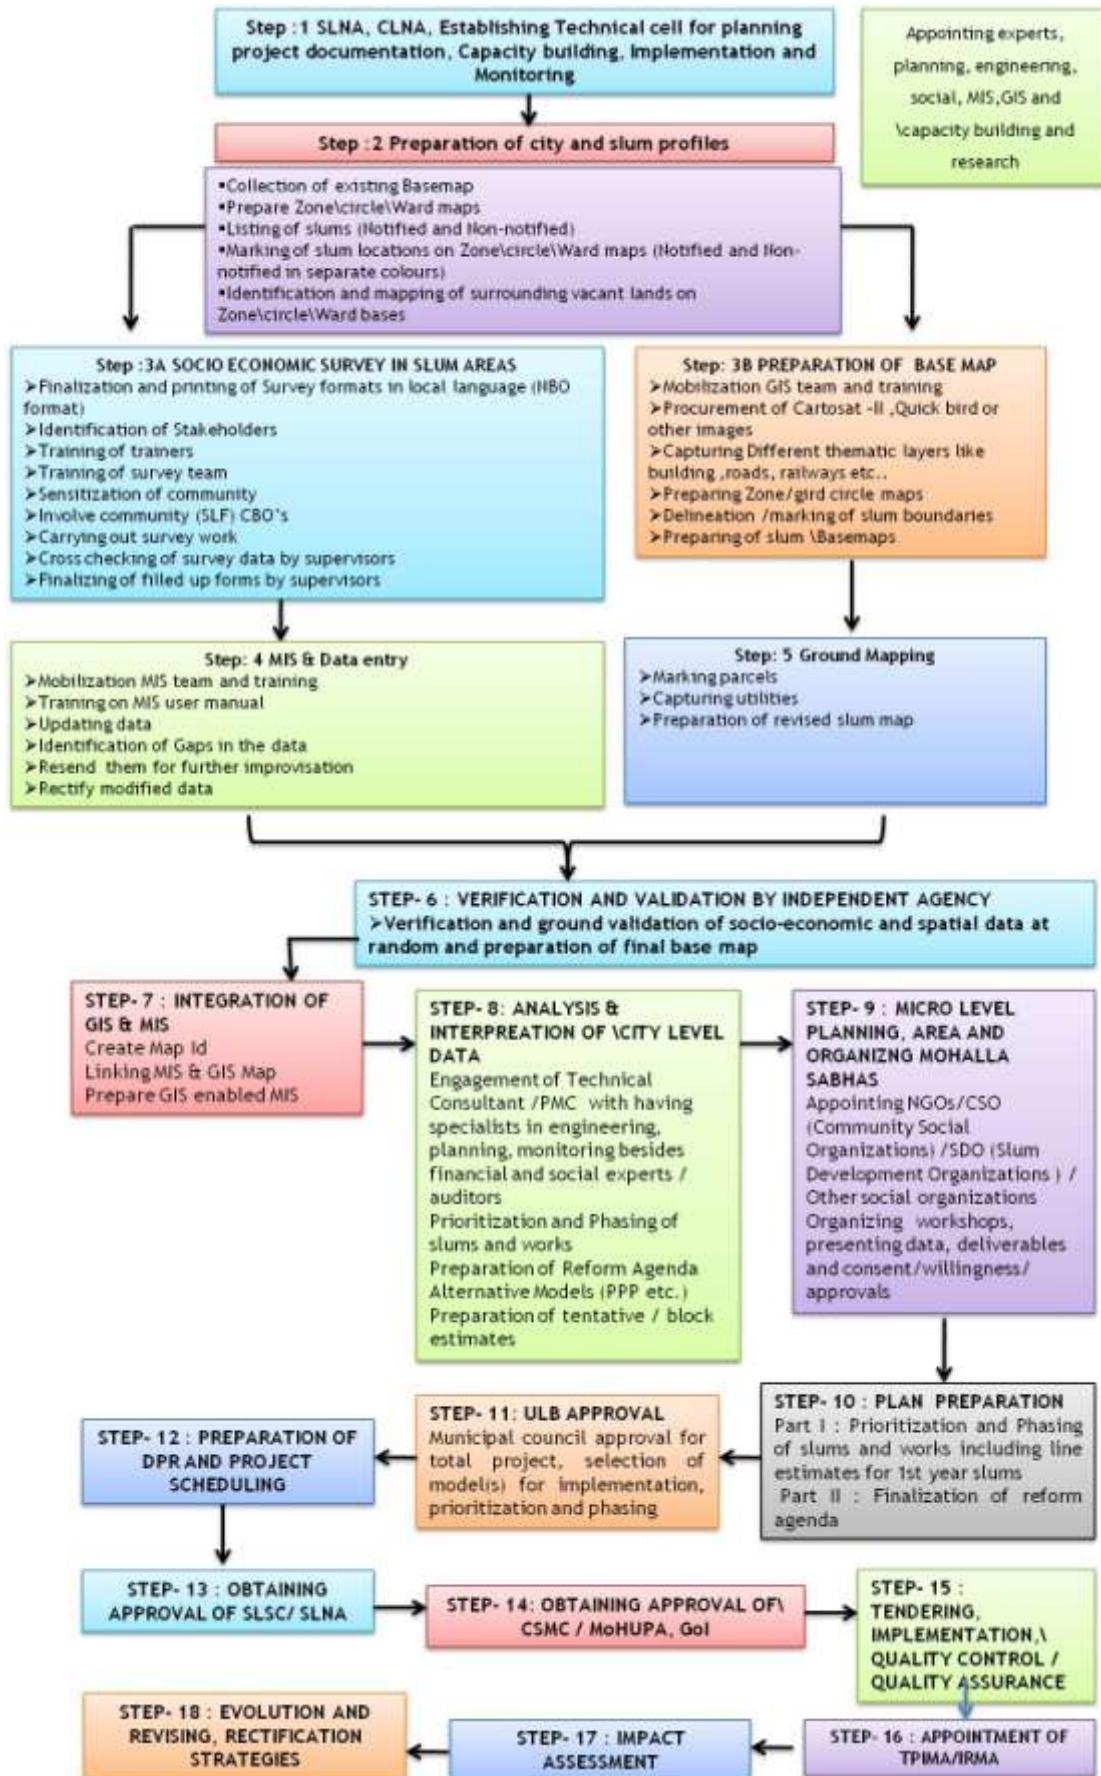 Step :1 SLNA, CLNA, Establishing Technical cell for planning
project documentation, Capacity building, Implementation and
Monitoring
Appointing experts,
planning, engineering,
social, MIS,GIS and
\capacity building and
research
Step :2 Preparation of city and slum profiles
▪Collection of existing Basemap
▪Prepare Zone\circle\Ward maps
▪Listing of slums (Notified and Non-notified)
▪Marking of slum locations on Zone\circle\Ward maps (Notified and Non-
notified in separate colours)
▪Identification and mapping of surrounding vacant lands on
Zone\circle\Ward bases
Step :3A SOCIO ECONOMIC SURVEY IN SLUM AREAS
➢Finalization and printing of Survey formats in local language (NBO
format)
➢Identification of Stakeholders
➢Training of trainers
➢Training of survey team
➢Sensitization of community
➢Involve community (SLF) CBO's
➢Carrying out survey work
➢Cross checking of survey data by supervisors
➢Finalizing of filled up forms by supervisors
Step: 3B PREPARATION OF BASE MAP
➢Mobilization GIS team and training
➢Procurement of Cartosat -II ,Quick bird or
other images
➢Capturing Different thematic layers like
building ,roads, railways etc..
➢Preparing Zone/gird circle maps
➢Delineation /marking of slum boundaries
➢Preparing of slum \Basemaps
Step: 4 MIS & Data entry
➢Mobilization MIS team and training
➢Training on MIS user manual
➢Updating data
➢Identification of Gaps in the data
➢Resend them for further improvisation
➢Rectify modified data
Step: 5 Ground Mapping
➢Marking parcels
➢Capturing utilities
➢Preparation of revised slum map
STEP- 6 : VERIFICATION AND VALIDATION BY INDEPENDENT AGENCY
➢Verification and ground validation of socio-economic and spatial data at
random and preparation of final base map
STEP- 7 : INTEGRATION OF
GIS & MIS
Create Map Id
Linking MIS & GIS Map
Prepare GIS enabled MIS
STEP- 8: ANALYSIS &
INTERPREATION OF \CITY LEVEL
DATA
Engagement of Technical
Consultant /PMC with having
specialists in engineering,
planning, monitoring besides
financial and social experts /
auditors
Prioritization and Phasing of
slums and works
Preparation of Reform Agenda
Alternative Models (PPP etc.)
Preparation of tentative / block
estimates
STEP- 9 : MICRO LEVEL
PLANNING, AREA AND
ORGANIZNG MOHALLA
SABHAS
Appointing NGOs/CSO
(Community Social
Organizations) /SDO (Slum
Development Organizations ) /
Other social organizations
Organizing workshops,
presenting data, deliverables
and consent/willingness/
approvals
STEP- 10 : PLAN PREPARATION
Part I : Prioritization and Phasing
of slums and works including line
estimates for 1st year slums
Part II : Finalization of reform
agenda
STEP- 11: ULB APPROVAL
Municipal council approval for
total project, selection of
model(s) for implementation,
prioritization and phasing
STEP- 12 : PREPARATION OF
DPR AND PROJECT
SCHEDULING
STEP- 13 : OBTAINING
APPROVAL OF SLSC/ SLNA
STEP- 14: OBTAINING APPROVAL OF\
CSMC / MoHUPA, GoI
STEP- 15 :
TENDERING,
IMPLEMENTATION,\
QUALITY CONTROL /
QUALITY ASSURANCE
STEP- 16 : APPOINTMENT OF
TPIMA/IRMA
STEP- 17 : IMPACT
ASSESSMENT
STEP- 18 : EVOLUTION AND
REVISING, RECTIFICATION
STRATEGIES